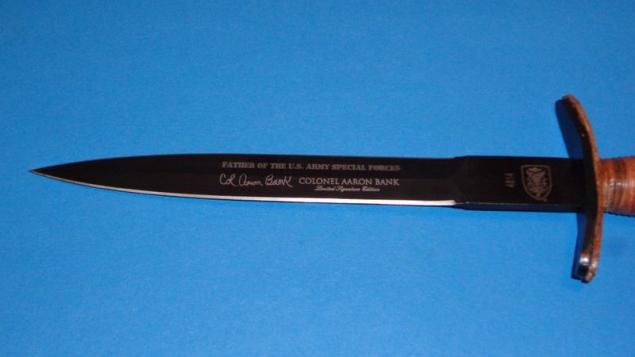 FATHER OF THE U.S. ARMY SPECIAL FORCES
Col. Aaron Bank COLONEL AARON BANK
Limited Signature Edition